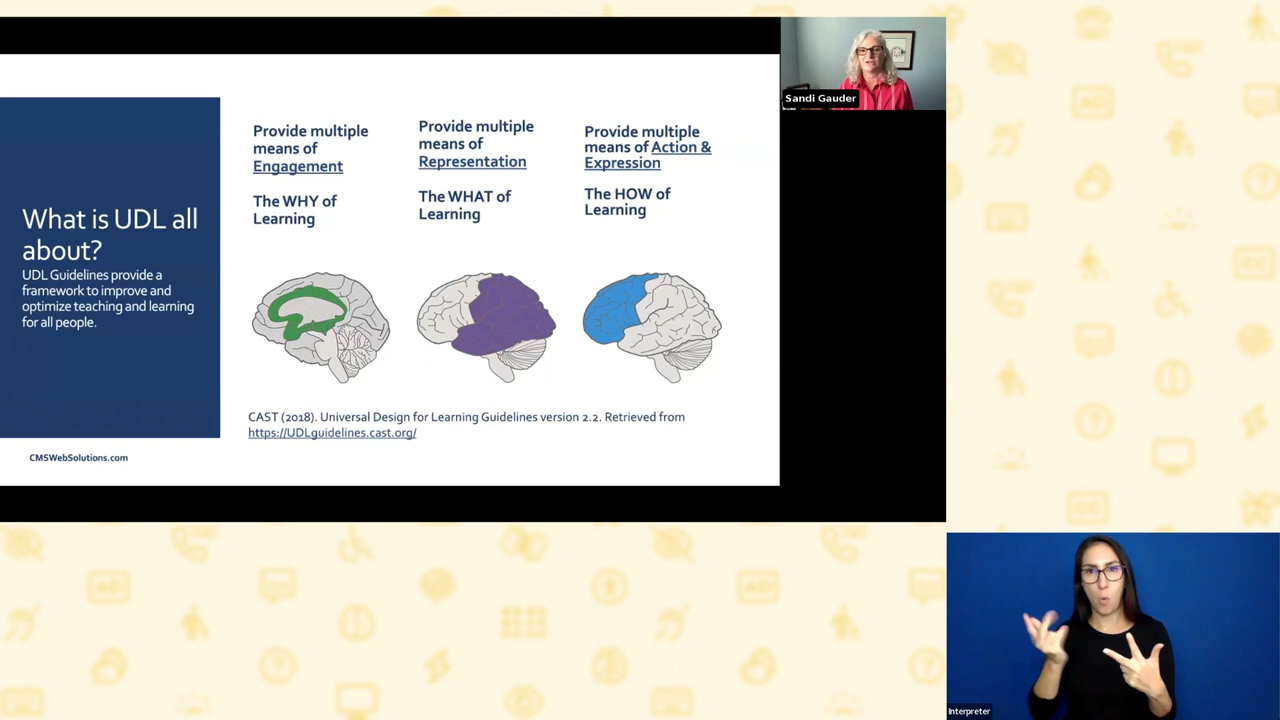 Sandi Gauder
What is UDL all
about?
UDL Guidelines provide a
framework to improve and
optimize teaching and learning
for all people.
Provide multiple
means of
Engagement
The WHY of
Learning
Provide multiple
means of
Representation
The WHAT of
Learning
Provide multiple
means of Action &
Expression
The HOW of
Learning
CAST (2018). Universal Design for Learning Guidelines version 2.2. Retrieved from
https://UDLguidelines.cast.org/
CMSWebSolutions.com
Interpreter